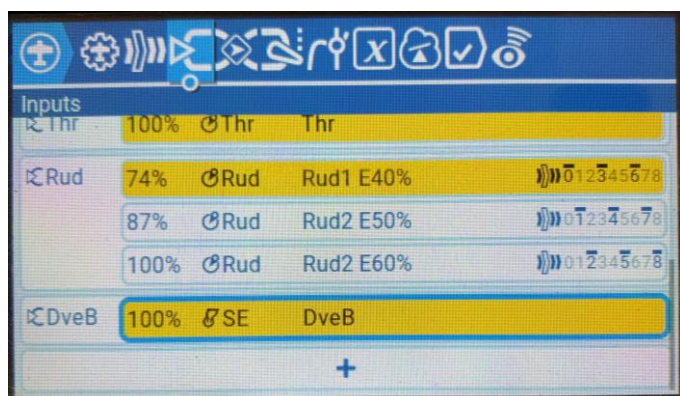 Inputs
Thr 100% Thr Thr
Rud 74% Rud Rud1 E40% 012345678
87% Rud Rud2 E50% 012345678
100% Rud Rud2 E60% 012345678
DveB 100% SE DveB
+